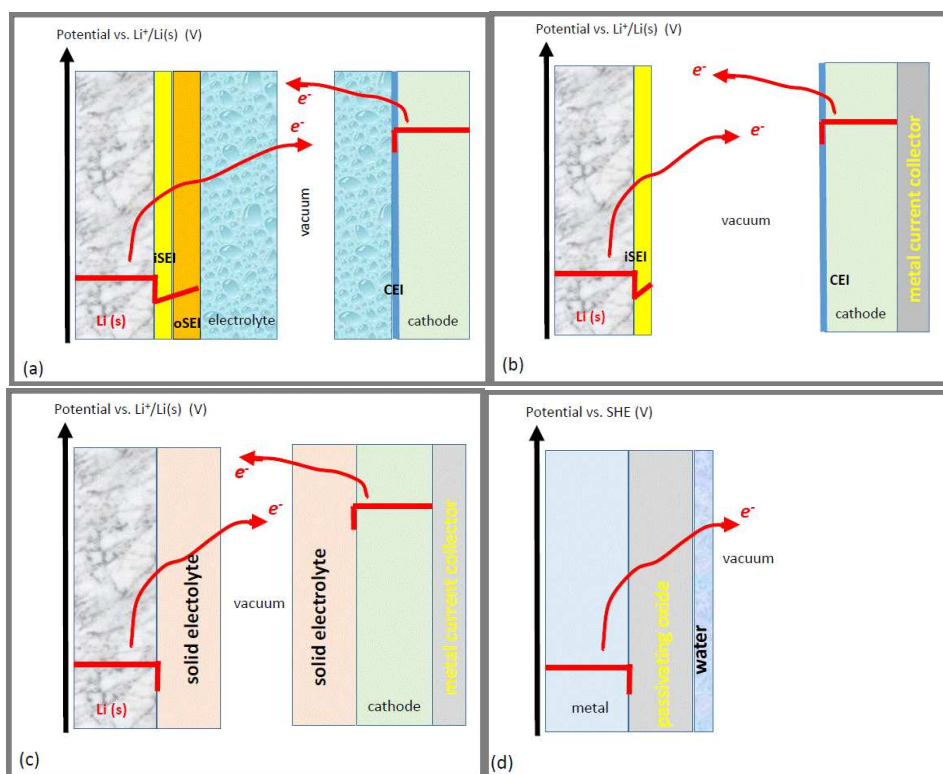 Potential vs. Li⁺/Li(s) (V)
e⁻
e⁻
vacuum
iSEI
CEI
Li (s)
oSEI
electrolyte
cathode
(a)
Potential vs. Li⁺/Li(s) (V)
e⁻
e⁻
vacuum
metal current collector
iSEI
CEI
Li (s)
cathode
(b)
Potential vs. Li⁺/Li(s) (V)
e⁻
e⁻
solid electolyte
vacuum
solid electrolyte
metal current collector
Li (s)
cathode
(c)
Potential vs. SHE (V)
e⁻
vacuum
passivating oxide
water
metal
(d)